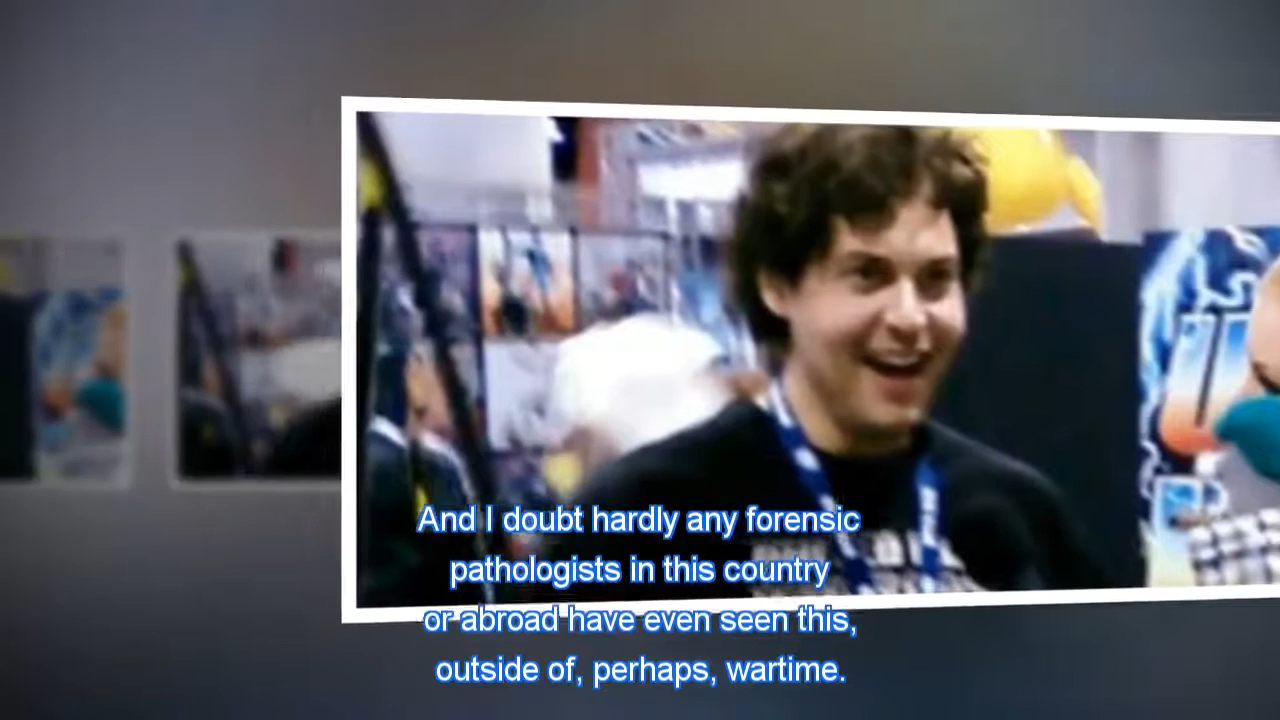 And I doubt hardly any forensic
pathologists in this country
or abroad have even seen this,
outside of, perhaps, wartime.